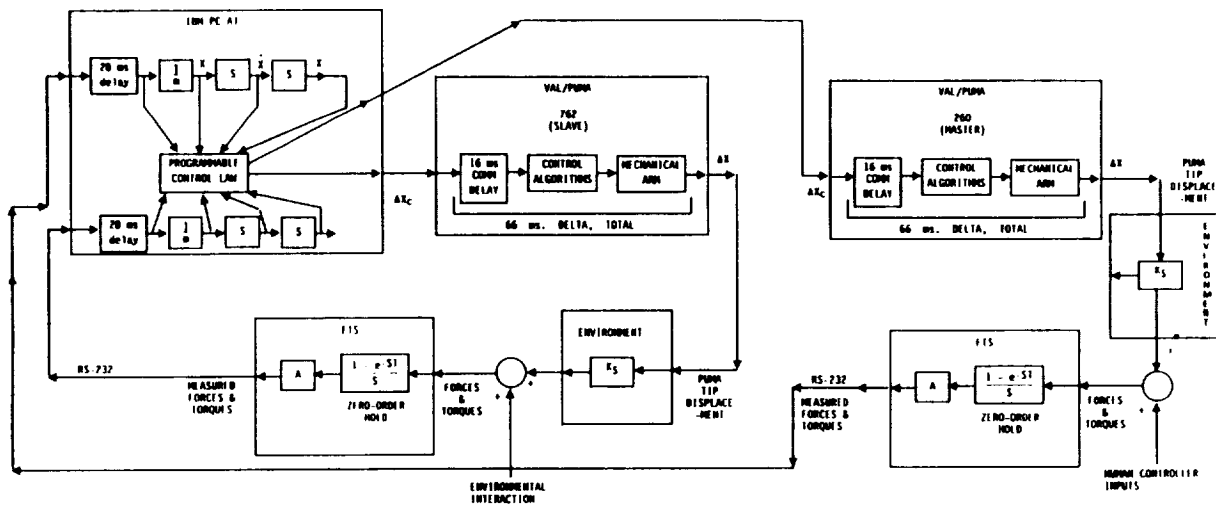 IBM PC AT
20 ms
delay
1
m
Ẍ
S
Ẋ
S
X
PROGRAMMABLE
CONTROL LAW
20 ms
delay
1
m
S
S
ΔXC
VAL/PUMA
762
(SLAVE)
16 ms
COMM
DELAY
CONTROL
ALGORITHMS
MECHANICAL
ARM
66 ms. DELTA, TOTAL
ΔX
ΔXC
VAL/PUMA
260
(MASTER)
16 ms
COMM
DELAY
CONTROL
ALGORITHMS
MECHANICAL
ARM
66 ms. DELTA, TOTAL
ΔX
PUMA
TIP
DISPLACE
-MENT
ENVIRONMENT
KS
RS-232
MEASURED
FORCES &
TORQUES
FTS
A
1 - e-ST
S
ZERO-ORDER
HOLD
FORCES
&
TORQUES
+
+
ENVIRONMENTAL
INTERACTION
ENVIRONMENT
KS
PUMA
TIP
DISPLACE
-MENT
RS-232
MEASURED
FORCES &
TORQUES
FTS
A
1 - e-ST
S
ZERO-ORDER
HOLD
FORCES
&
TORQUES
+
HUMAN CONTROLLER
INPUTS